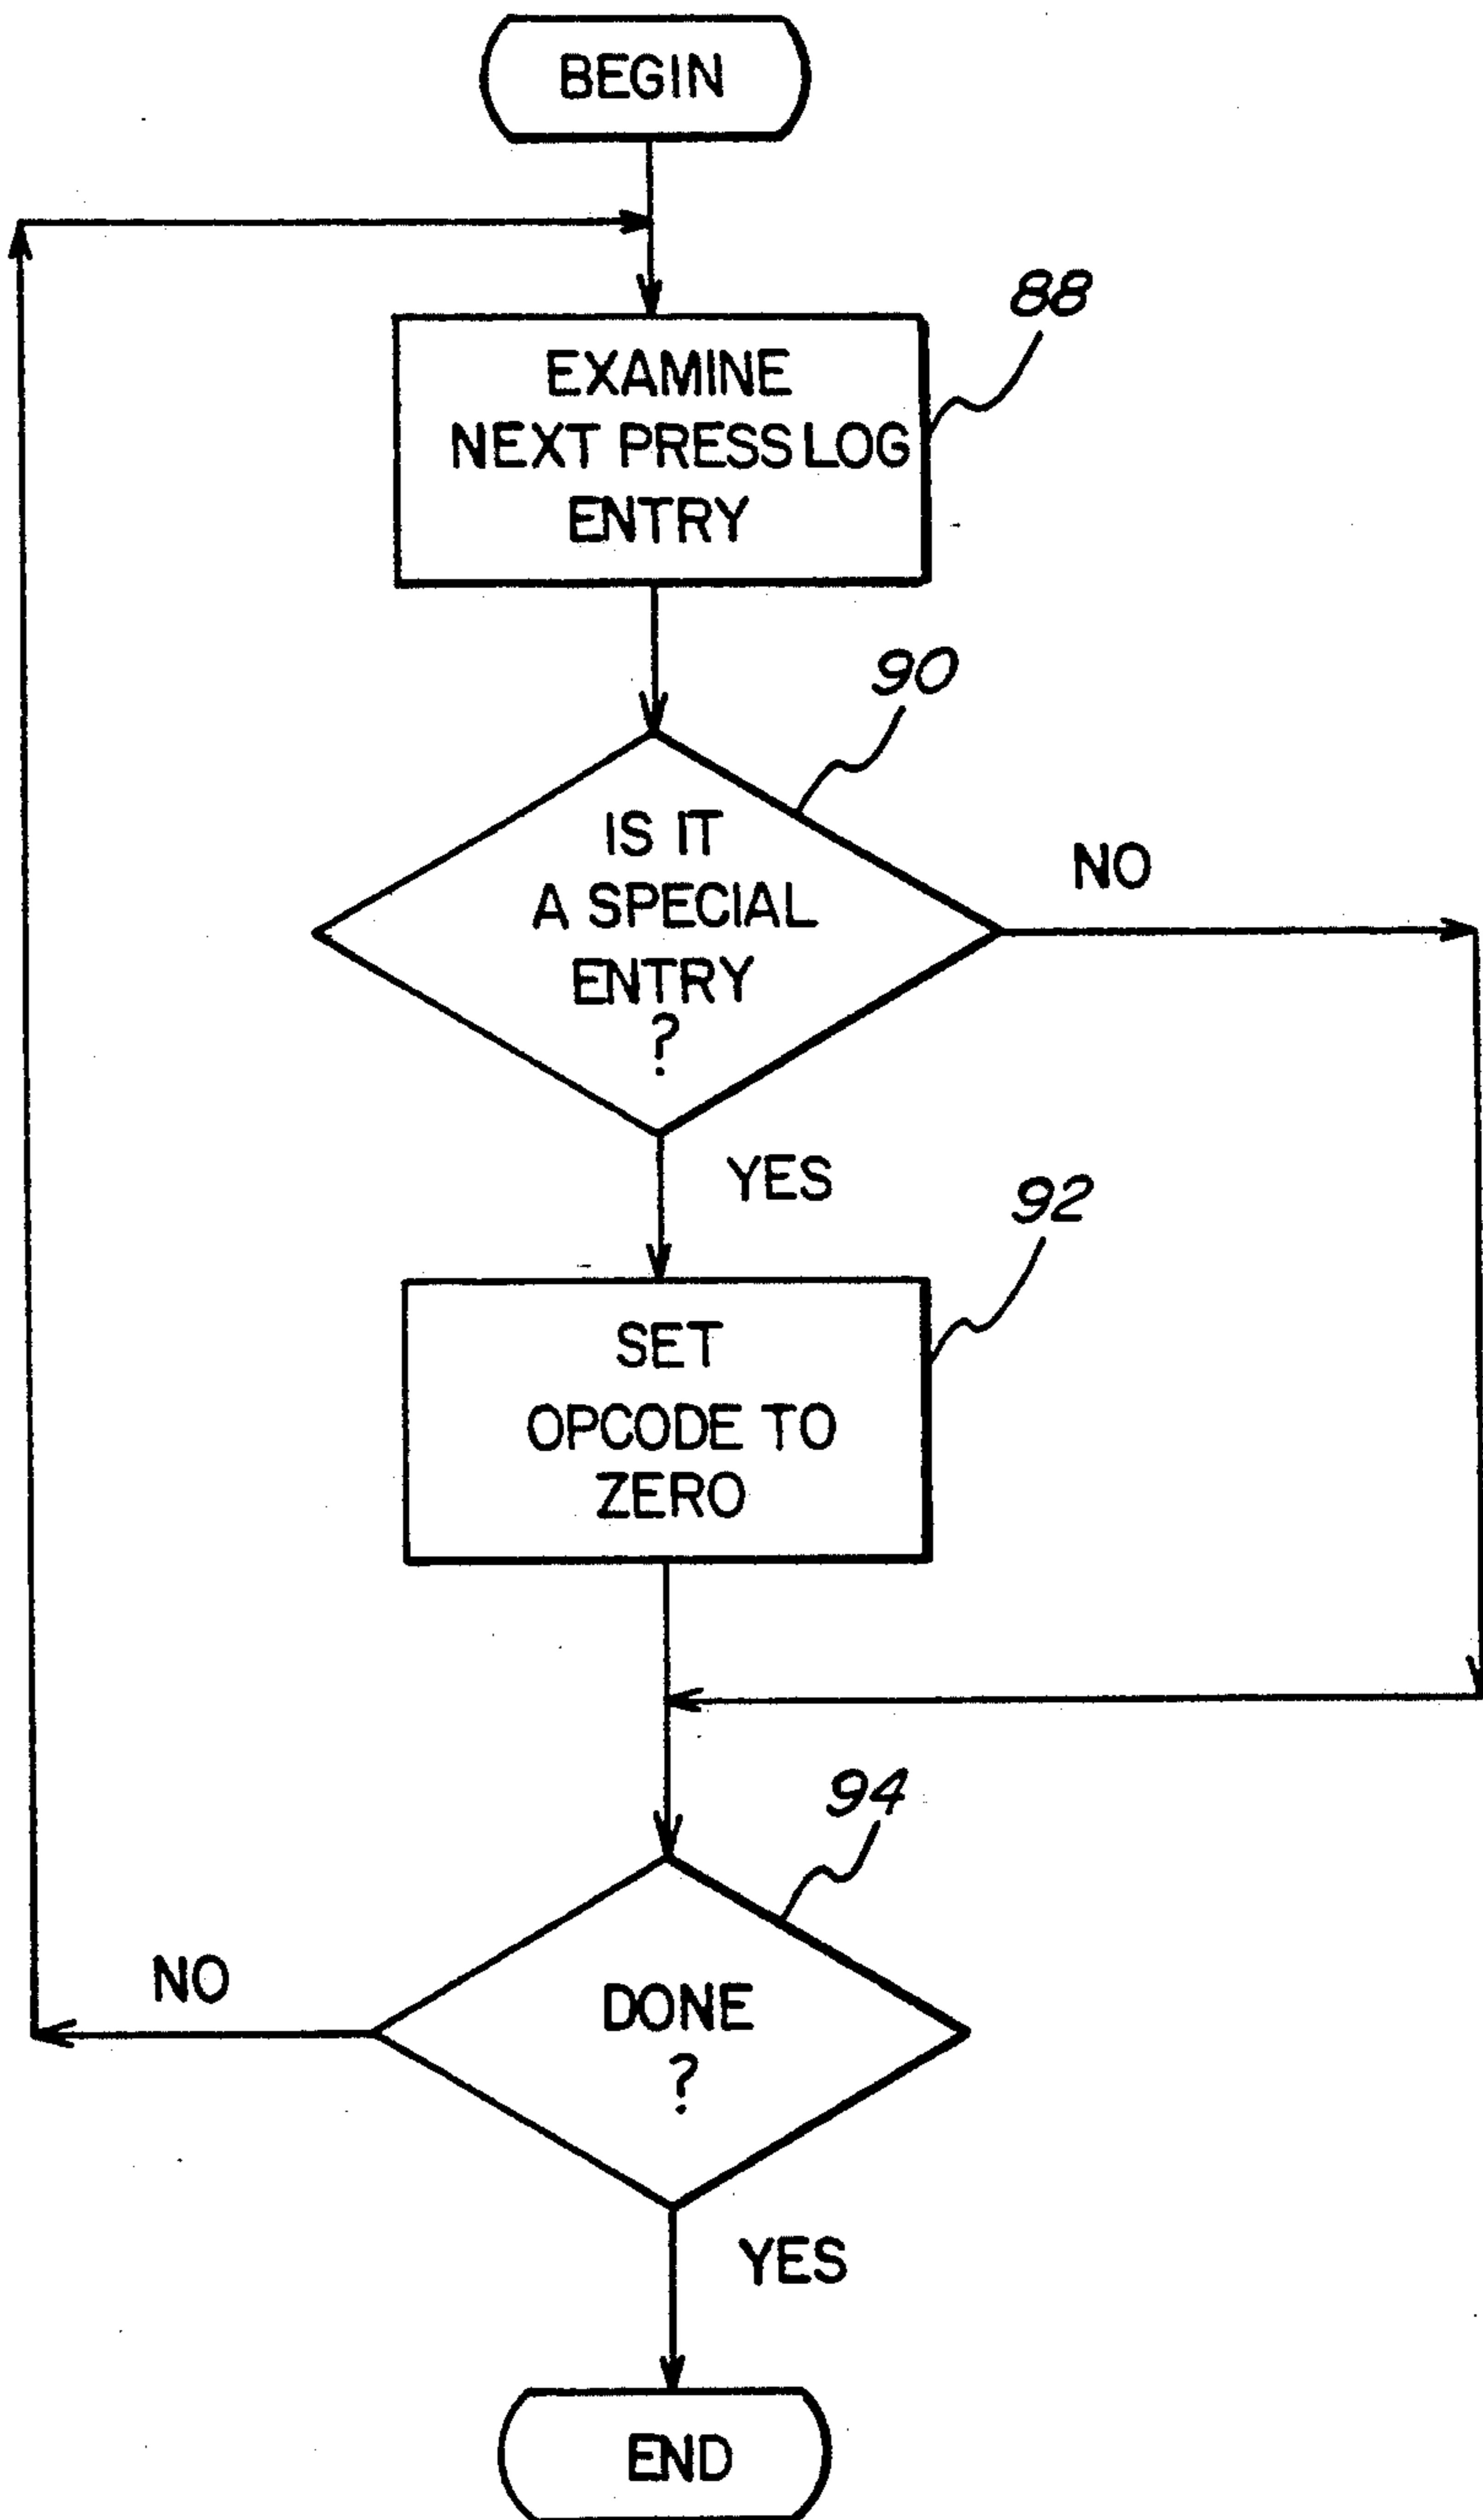 BEGIN
88
EXAMINE
NEXT PRESS LOG
ENTRY
90
IS IT
A SPECIAL
ENTRY
?
NO
YES
92
SET
OPCODE TO
ZERO
94
NO
DONE
?
YES
END